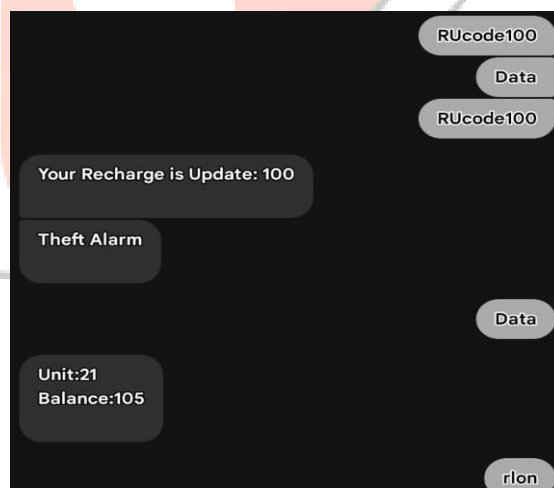 RUcode100
Data
RUcode100
Your Recharge is Update: 100
Theft Alarm
Data
Unit:21
Balance:105
rlon